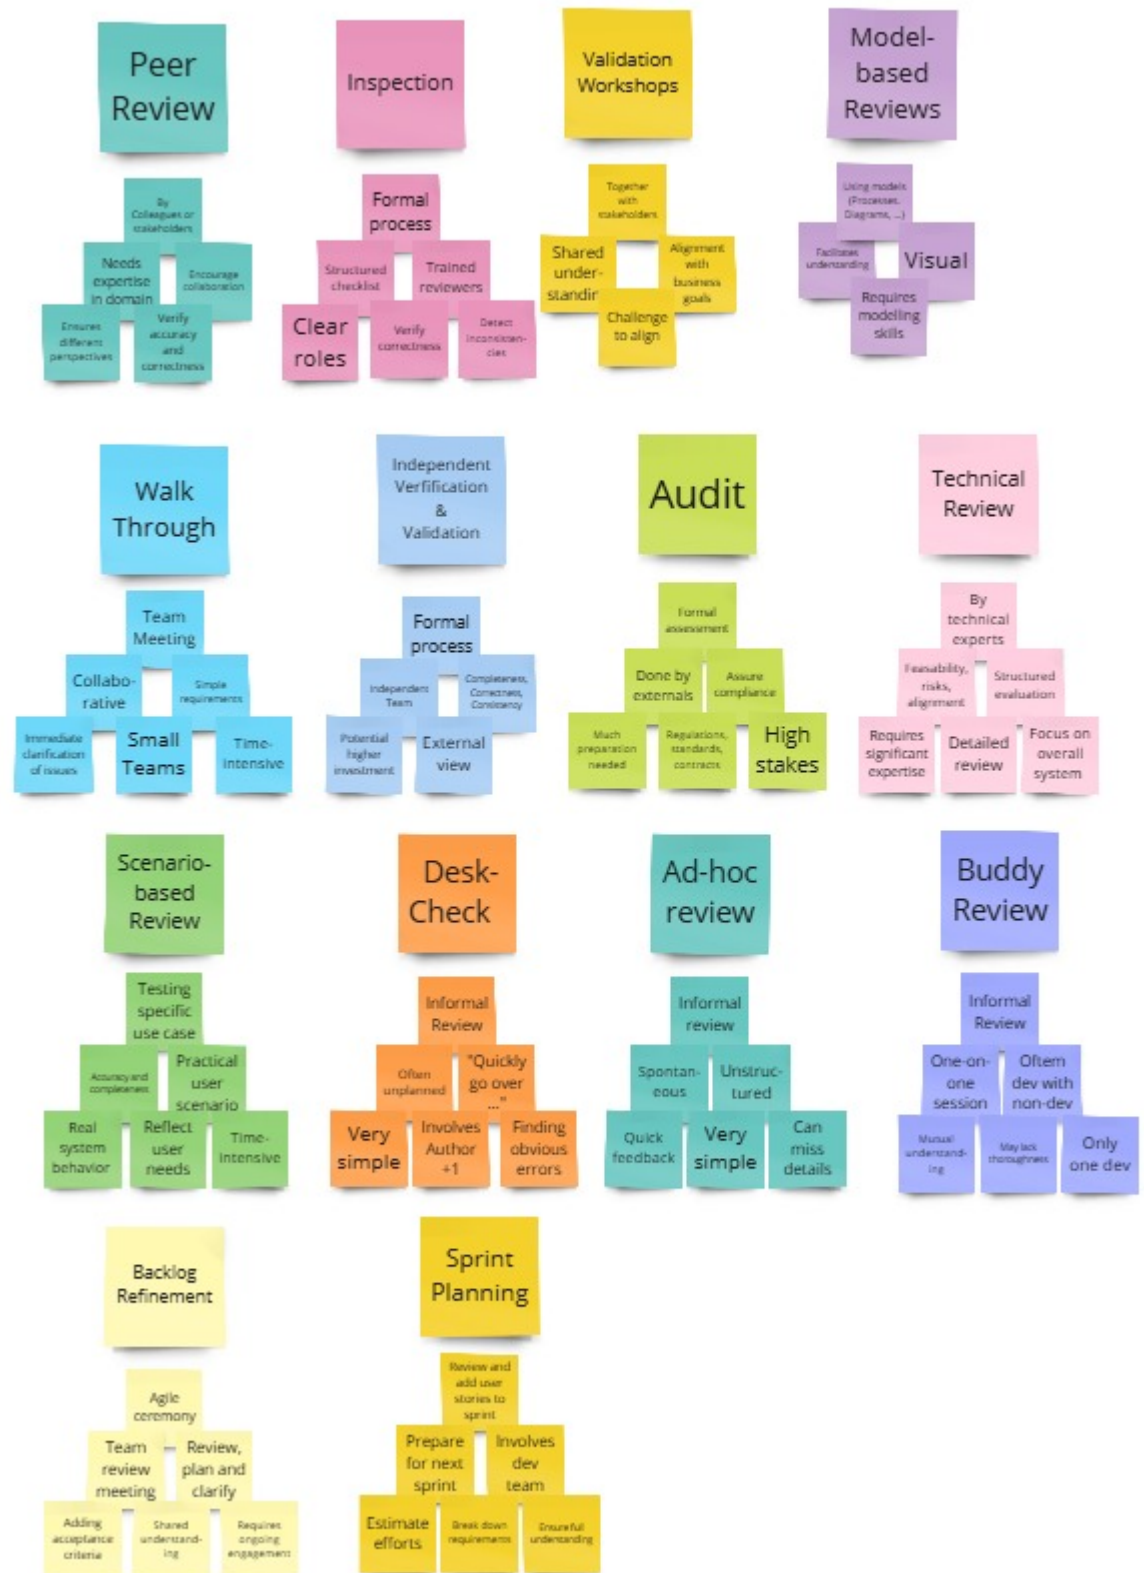 Peer
Review
By
Colleagues or
stakeholders
Needs
expertise
in domain
Encourage
collaboration
Ensures
different
perspectives
Verify
accuracy
and
correctness
Inspection
Formal
process
Structured
checklist
Trained
reviewers
Clear
roles
Verify
correctness
Detect
inconsisten-
cies
Validation
Workshops
Together
with
stakeholders
Shared
under-
standin
Alignment
with
business
goals
Challenge
to align
Model-
based
Reviews
Using models
(Processes,
Diagrams, ...)
Facilitates
understanding
Visual
Requires
modelling
skills
Walk
Through
Team
Meeting
Collabo-
rative
Simple
requirements
Immediate
clarification
of issues
Small
Teams
Time-
intensive
Independent
Verfification
&
Validation
Formal
process
Independent
Team
Completeness,
Correctness,
Consistency
Potential
higher
investment
External
view
Audit
Formal
assessment
Done by
externals
Assure
compliance
Much
preparation
needed
Regulations,
standards,
contracts
High
stakes
Technical
Review
By
technical
experts
Feasability,
risks,
alignment
Structured
evaluation
Requires
significant
expertise
Detailed
review
Focus on
overall
system
Scenario-
based
Review
Testing
specific
use case
Accuracy and
completeness
Practical
user
scenario
Real
system
behavior
Reflect
user
needs
Time-
intensive
Desk-
Check
Informal
Review
Often
unplanned
"Quickly
go over
..."
Very
simple
Involves
Author
+1
Finding
obvious
errors
Ad-hoc
review
Informal
review
Spontan-
eous
Unstruc-
tured
Quick
feedback
Very
simple
Can
miss
details
Buddy
Review
Informal
Review
One-on-
one
session
Oftem
dev with
non-dev
Mutual
understand-
ing
May lack
thoroughness
Only
one dev
Backlog
Refinement
Agile
ceremony
Team
review
meeting
Review,
plan and
clarify
Adding
acceptance
criteria
Shared
understand-
ing
Requires
ongoing
engagement
Sprint
Planning
Review and
add user
stories to
sprint
Prepare
for next
sprint
Involves
dev
team
Estimate
efforts
Break down
requirements
Ensure full
understanding